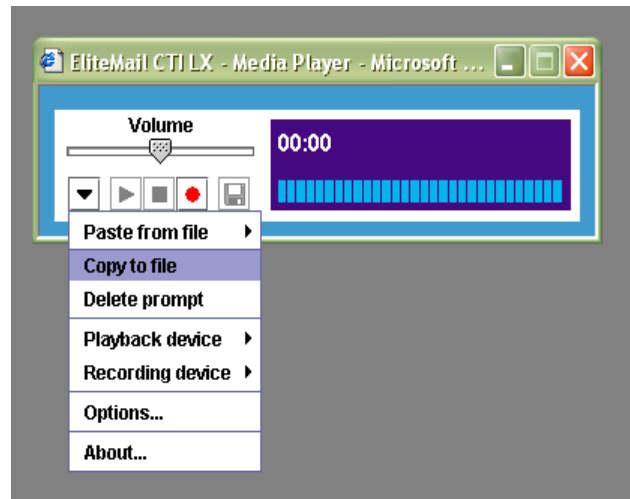 EliteMail CTI LX - Media Player - Microsoft ...
Volume
00:00
Paste from file
Copy to file
Delete prompt
Playback device
Recording device
Options...
About...